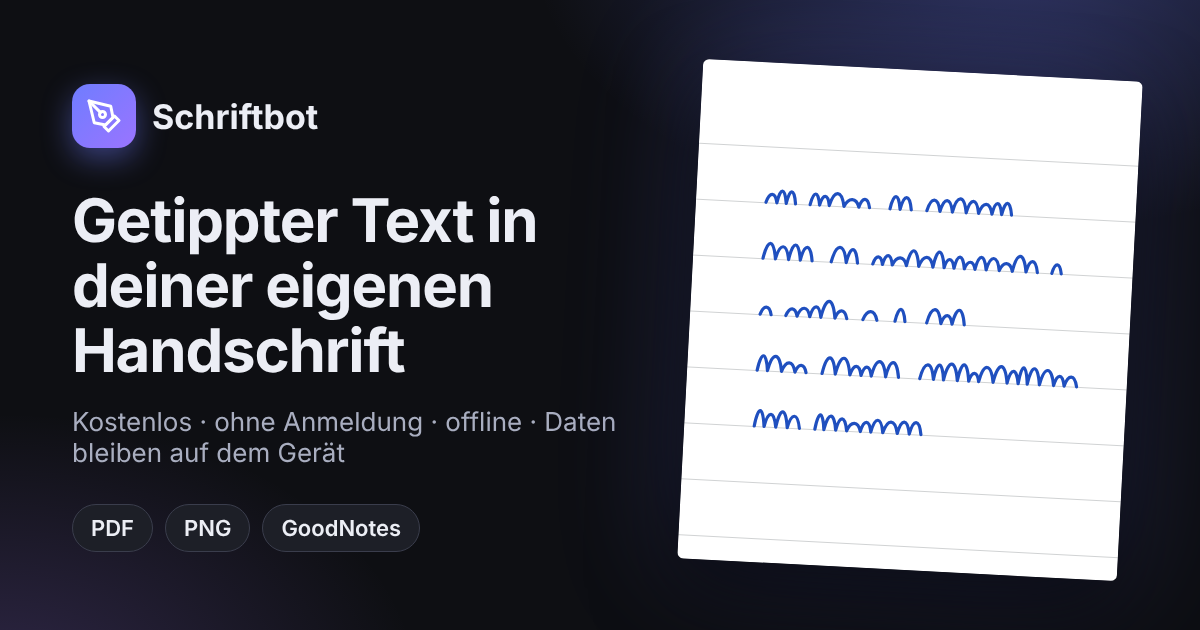 Schriftbot
Getippter Text in
deiner eigenen
Handschrift
Kostenlos · ohne Anmeldung · offline · Daten
bleiben auf dem Gerät
PDF PNG GoodNotes